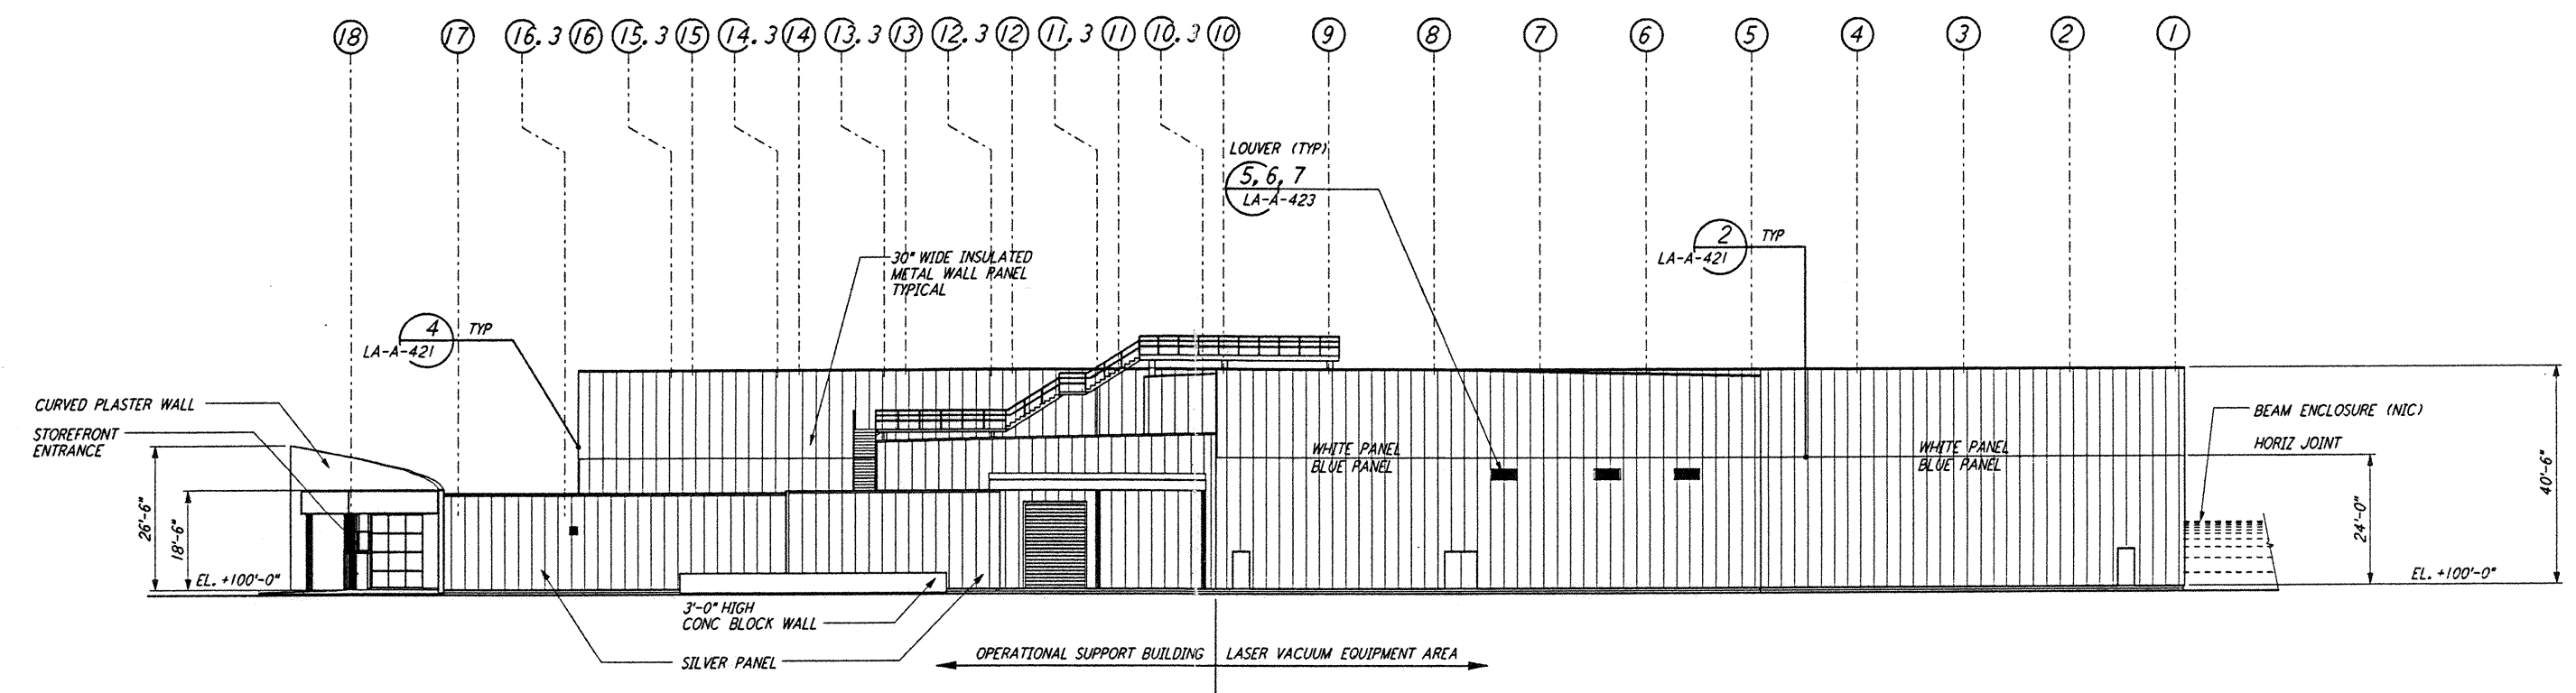 18 17 16.3 16 15.3 15 14.3 14 13.3 13 12.3 12 11.3 11 10.3 10 9 8 7 6 5 4 3 2 1
LOUVER (TYP)
5, 6, 7
LA-A-423
2 TYP
LA-A-421
30" WIDE INSULATED
METAL WALL PANEL
TYPICAL
4 TYP
LA-A-421
CURVED PLASTER WALL
STOREFRONT
ENTRANCE
26'-6"
18'-6"
EL. +100'-0"
WHITE PANEL
BLUE PANEL
WHITE PANEL
BLUE PANEL
BEAM ENCLOSURE (NIC)
HORIZ JOINT
24'-0"
40'-6"
EL. +100'-0"
3'-0" HIGH
CONC BLOCK WALL
SILVER PANEL
OPERATIONAL SUPPORT BUILDING
LASER VACUUM EQUIPMENT AREA